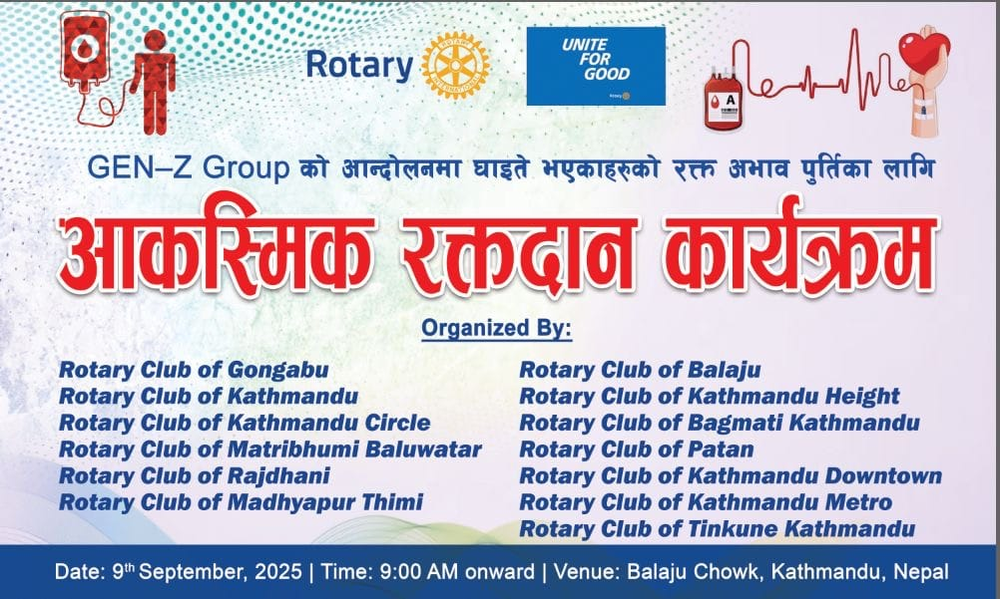 Rotary
ROTARY
INTERNATIONAL
UNITE
FOR
GOOD
Rotary
A
GEN–Z Group को आन्दोलनमा घाइते भएकाहरुको रक्त अभाव पुर्तिका लागि
आकस्मिक रक्तदान कार्यक्रम
Organized By:
Rotary Club of Gongabu
Rotary Club of Kathmandu
Rotary Club of Kathmandu Circle
Rotary Club of Matribhumi Baluwatar
Rotary Club of Rajdhani
Rotary Club of Madhyapur Thimi
Rotary Club of Balaju
Rotary Club of Kathmandu Height
Rotary Club of Bagmati Kathmandu
Rotary Club of Patan
Rotary Club of Kathmandu Downtown
Rotary Club of Kathmandu Metro
Rotary Club of Tinkune Kathmandu
Date: 9th September, 2025 | Time: 9:00 AM onward | Venue: Balaju Chowk, Kathmandu, Nepal